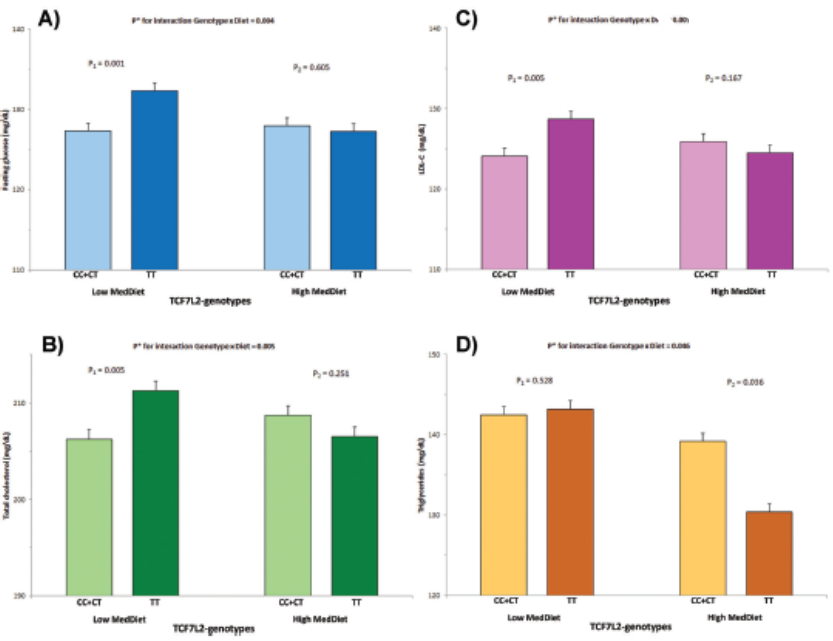 A)
P* for interaction Genotype x Diet = 0.004
140
P1 = 0.001
P2 = 0.605
130
Fasting glucose (mg/dL)
120
110
CC+CT TT CC+CT TT
Low MedDiet High MedDiet
TCF7L2-genotypes
C)
P* for interaction Genotype x
140
P1 = 0.005
P2 = 0.167
130
LDL-C (mg/dL)
120
110
CC+CT TT CC+CT TT
Low MedDiet High MedDiet
TCF7L2-genotypes
B)
P* for interaction Genotype x Diet = 0.005
P1 = 0.005
P2 = 0.251
210
Total cholesterol (mg/dL)
200
190
CC+CT TT CC+CT TT
Low MedDiet High MedDiet
TCF7L2-genotypes
D)
P* for interaction Genotype x Diet =
150
P1 = 0.528
P2 = 0.036
140
Triglycerides (mg/dL)
130
120
CC+CT TT CC+CT TT
Low MedDiet High MedDiet
TCF7L2-genotypes